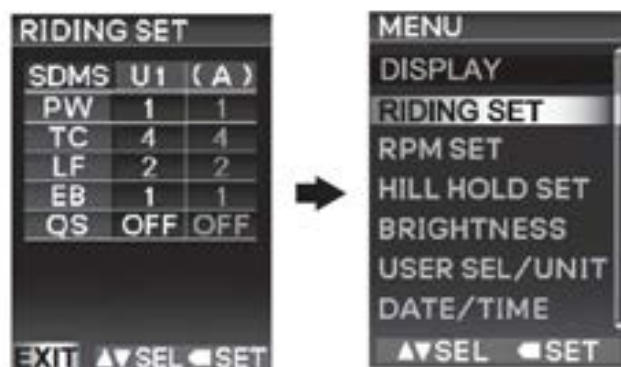 RIDING SET
SDMS U1 (A)
PW 1 1
TC 4 4
LF 2 2
EB 1 1
QS OFF OFF
EXIT ▲▼SEL ◀SET
MENU
DISPLAY
RIDING SET
RPM SET
HILL HOLD SET
BRIGHTNESS
USER SEL/UNIT
DATE/TIME
▲▼SEL ◀SET